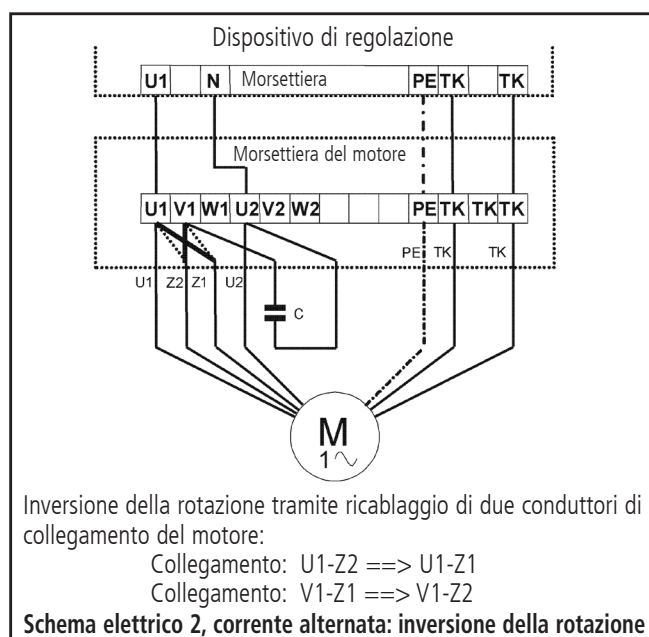 Dispositivo di regolazione
U1 N Morsettiera PE TK TK
Morsettiera del motore
U1 V1 W1 U2 V2 W2 PE TK TK TK
PE TK TK
U1 Z2 Z1 U2
C
M
1
Inversione della rotazione tramite ricablaggio di due conduttori di
collegamento del motore:
Collegamento: U1-Z2 ==> U1-Z1
Collegamento: V1-Z1 ==> V1-Z2
Schema elettrico 2, corrente alternata: inversione della rotazione